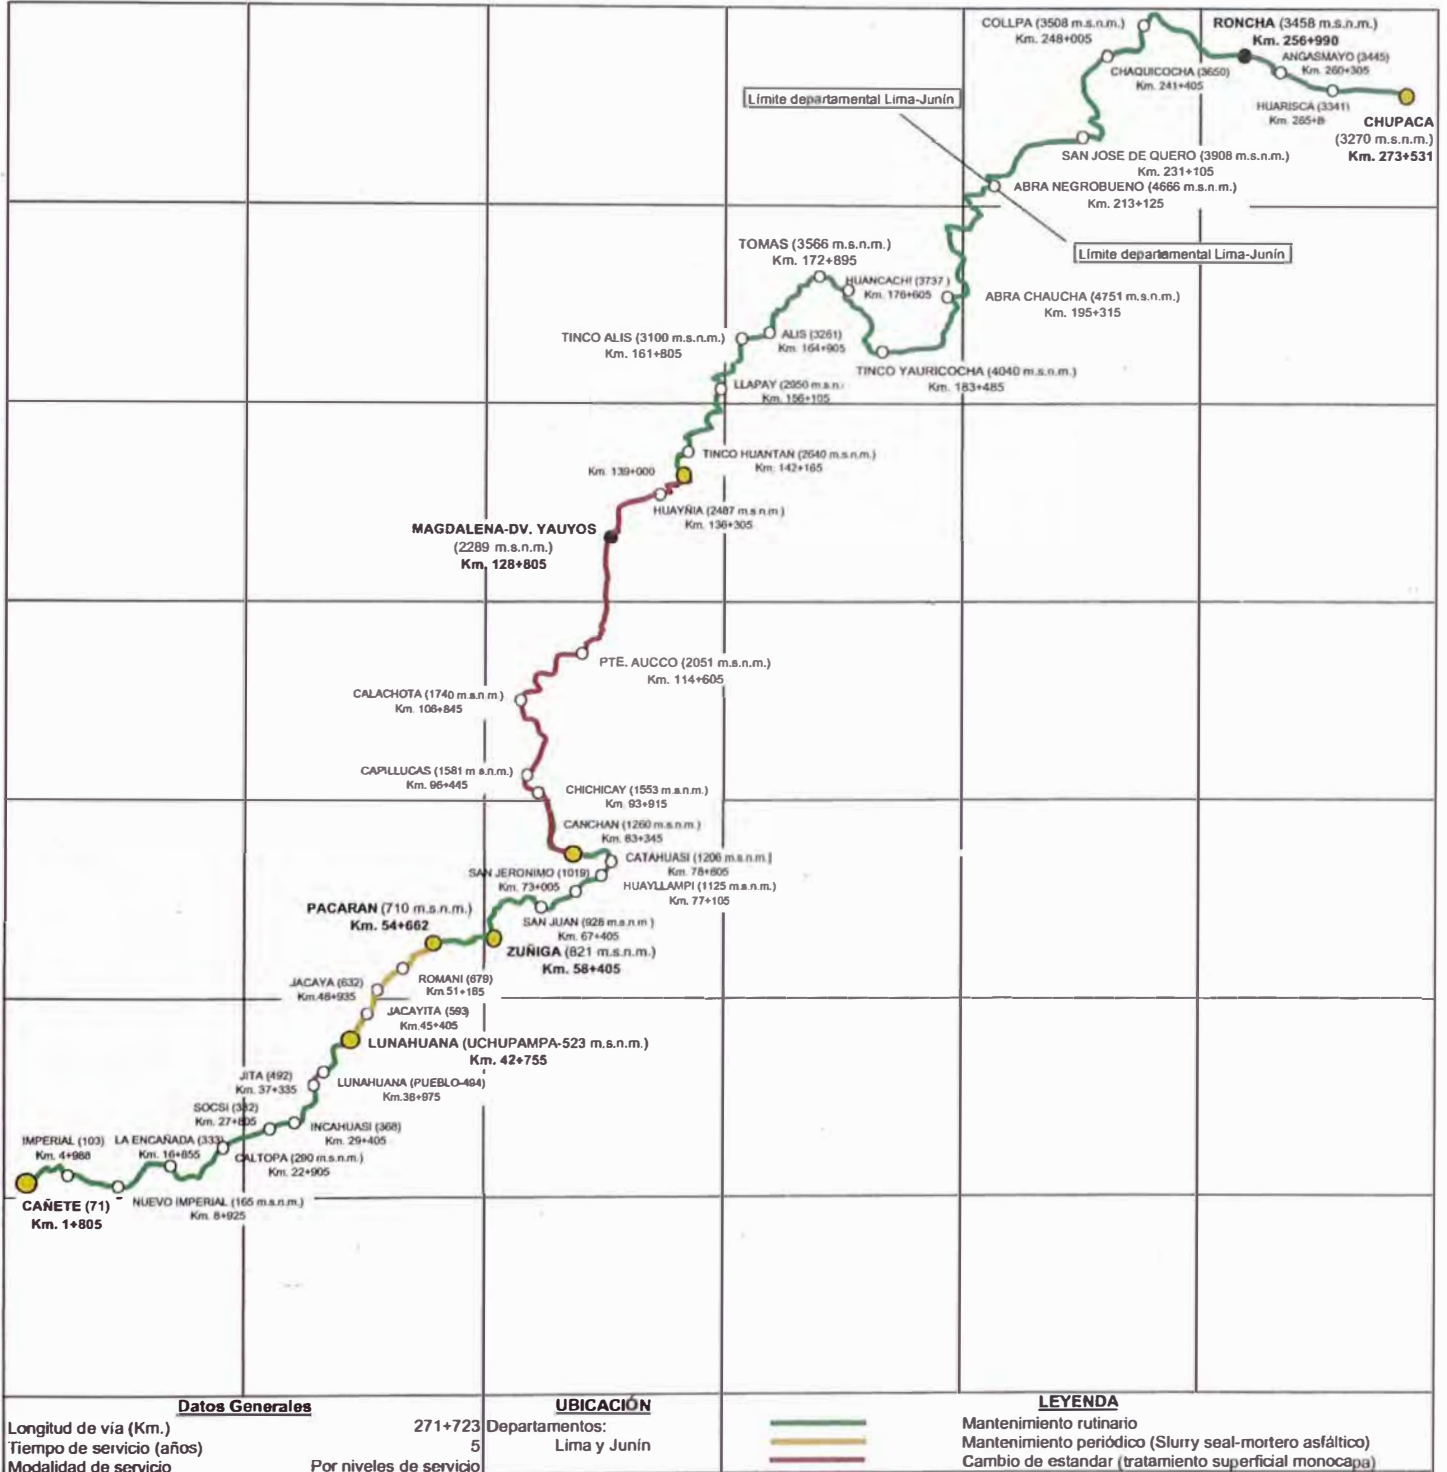 COLLPA (3508 m.s.n.m.)
Km. 248+005
RONCHA (3458 m.s.n.m.)
Km. 256+990
ANGASMAYO (3445)
Km. 260+305
CHAQUICOCHA (3650)
Km. 241+405
HUARISCA (3341)
Km. 265+8
CHUPACA
(3270 m.s.n.m.)
Km. 273+531
Límite departamental Lima-Junín
SAN JOSE DE QUERO (3908 m.s.n.m.)
Km. 231+105
ABRA NEGROBUENO (4666 m.s.n.m.)
Km. 213+125
Límite departamental Lima-Junín
TOMAS (3566 m.s.n.m.)
Km. 172+895
HUANCACHI (3737 )
Km. 176+605
ABRA CHAUCHA (4751 m.s.n.m.)
Km. 195+315
TINCO ALIS (3100 m.s.n.m.)
Km. 161+805
ALIS (3261)
Km. 164+905
TINCO YAURICOCHA (4040 m.s.n.m.)
Km. 183+485
LLAPAY (2950 m.s.n.
Km. 156+105
TINCO HUANTAN (2640 m.s.n.m.)
Km. 142+165
Km. 139+000
HUAYÑIA (2487 m.s.n.m.)
Km. 136+305
MAGDALENA-DV. YAUYOS
(2289 m.s.n.m.)
Km. 128+805
PTE. AUCCO (2051 m.s.n.m.)
Km. 114+605
CALACHOTA (1740 m.s.n.m.)
Km. 106+845
CAPILLUCAS (1581 m s.n.m.)
Km. 96+445
CHICHICAY (1553 m.s.n.m.)
Km. 93+915
CANCHAN (1260 m.s.n.m.)
Km. 83+345
CATAHUASI (1206 m.s.n.m.)
Km. 78+805
SAN JERONIMO (1019)
Km. 73+005
HUAYLLAMPI (1125 m.s.n.m.)
Km. 77+105
PACARAN (710 m.s.n.m.)
Km. 54+662
SAN JUAN (928 m.s.n.m )
Km. 67+405
ZUÑIGA (821 m.s.n.m.)
Km. 58+405
JACAYA (632)
Km.48+935
ROMANI (679)
Km 51+185
JACAYITA (593)
Km.45+405
LUNAHUANA (UCHUPAMPA-523 m.s.n.m.)
Km. 42+755
JITA (492)
Km. 37+335
LUNAHUANA (PUEBLO-494)
Km.38+975
SOCSI (332)
Km. 27+805
INCAHUASI (368)
Km. 29+405
IMPERIAL (103)
Km. 4+988
LA ENCAÑADA (333)
Km. 16+855
CALTOPA (290 m.s.n.m.)
Km. 22+905
CAÑETE (71)
Km. 1+805
NUEVO IMPERIAL (165 m.s.n.m.)
Km. 8+925
Datos Generales
Longitud de vía (Km.) 271+723
Tiempo de servicio (años) 5
Modalidad de servicio Por niveles de servicio
UBICACIÓN
Departamentos:
Lima y Junín
LEYENDA
Mantenimiento rutinario
Mantenimiento periódico (Slurry seal-mortero asfáltico)
Cambio de estandar (tratamiento superficial monocapa)